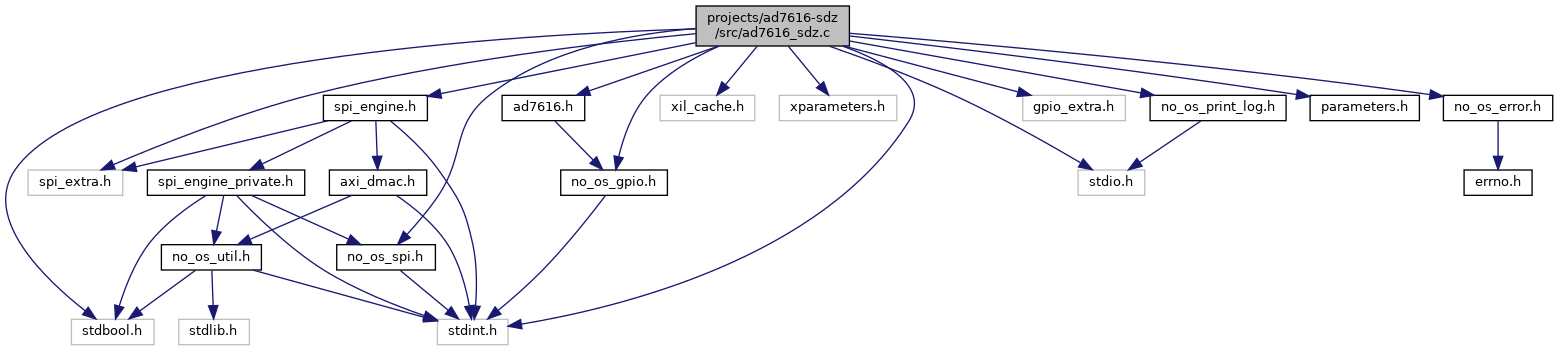 projects/ad7616-sdz
/src/ad7616_sdz.c
spi_engine.h
ad7616.h
xil_cache.h
xparameters.h
gpio_extra.h
no_os_print_log.h
parameters.h
no_os_error.h
spi_extra.h
spi_engine_private.h
axi_dmac.h
no_os_gpio.h
stdio.h
errno.h
no_os_util.h
no_os_spi.h
stdbool.h
stdlib.h
stdint.h